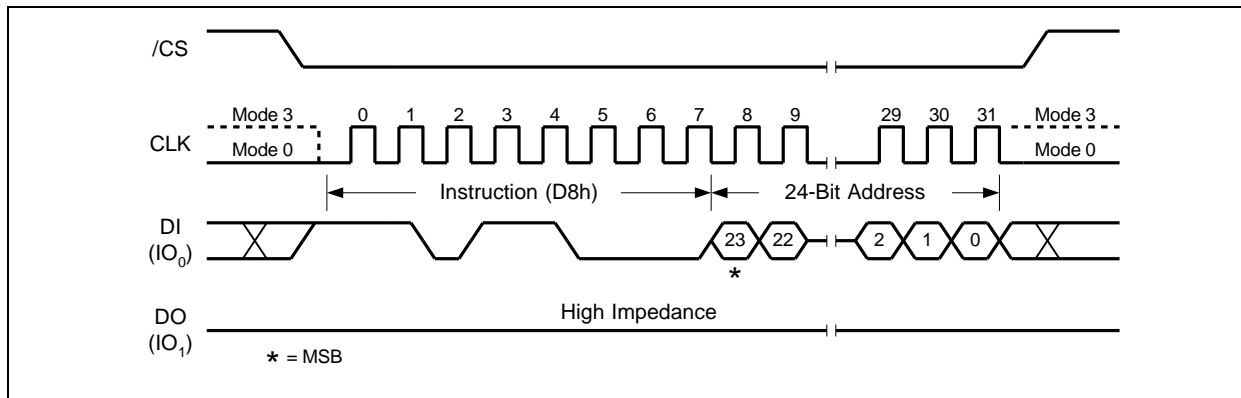 /CS
Mode 3
0 1 2 3 4 5 6 7 8 9 29 30 31
Mode 3
CLK
Mode 0
Mode 0
Instruction (D8h)
24-Bit Address
DI
(IO0)
23 22 2 1 0
*
High Impedance
DO
(IO1)
* = MSB